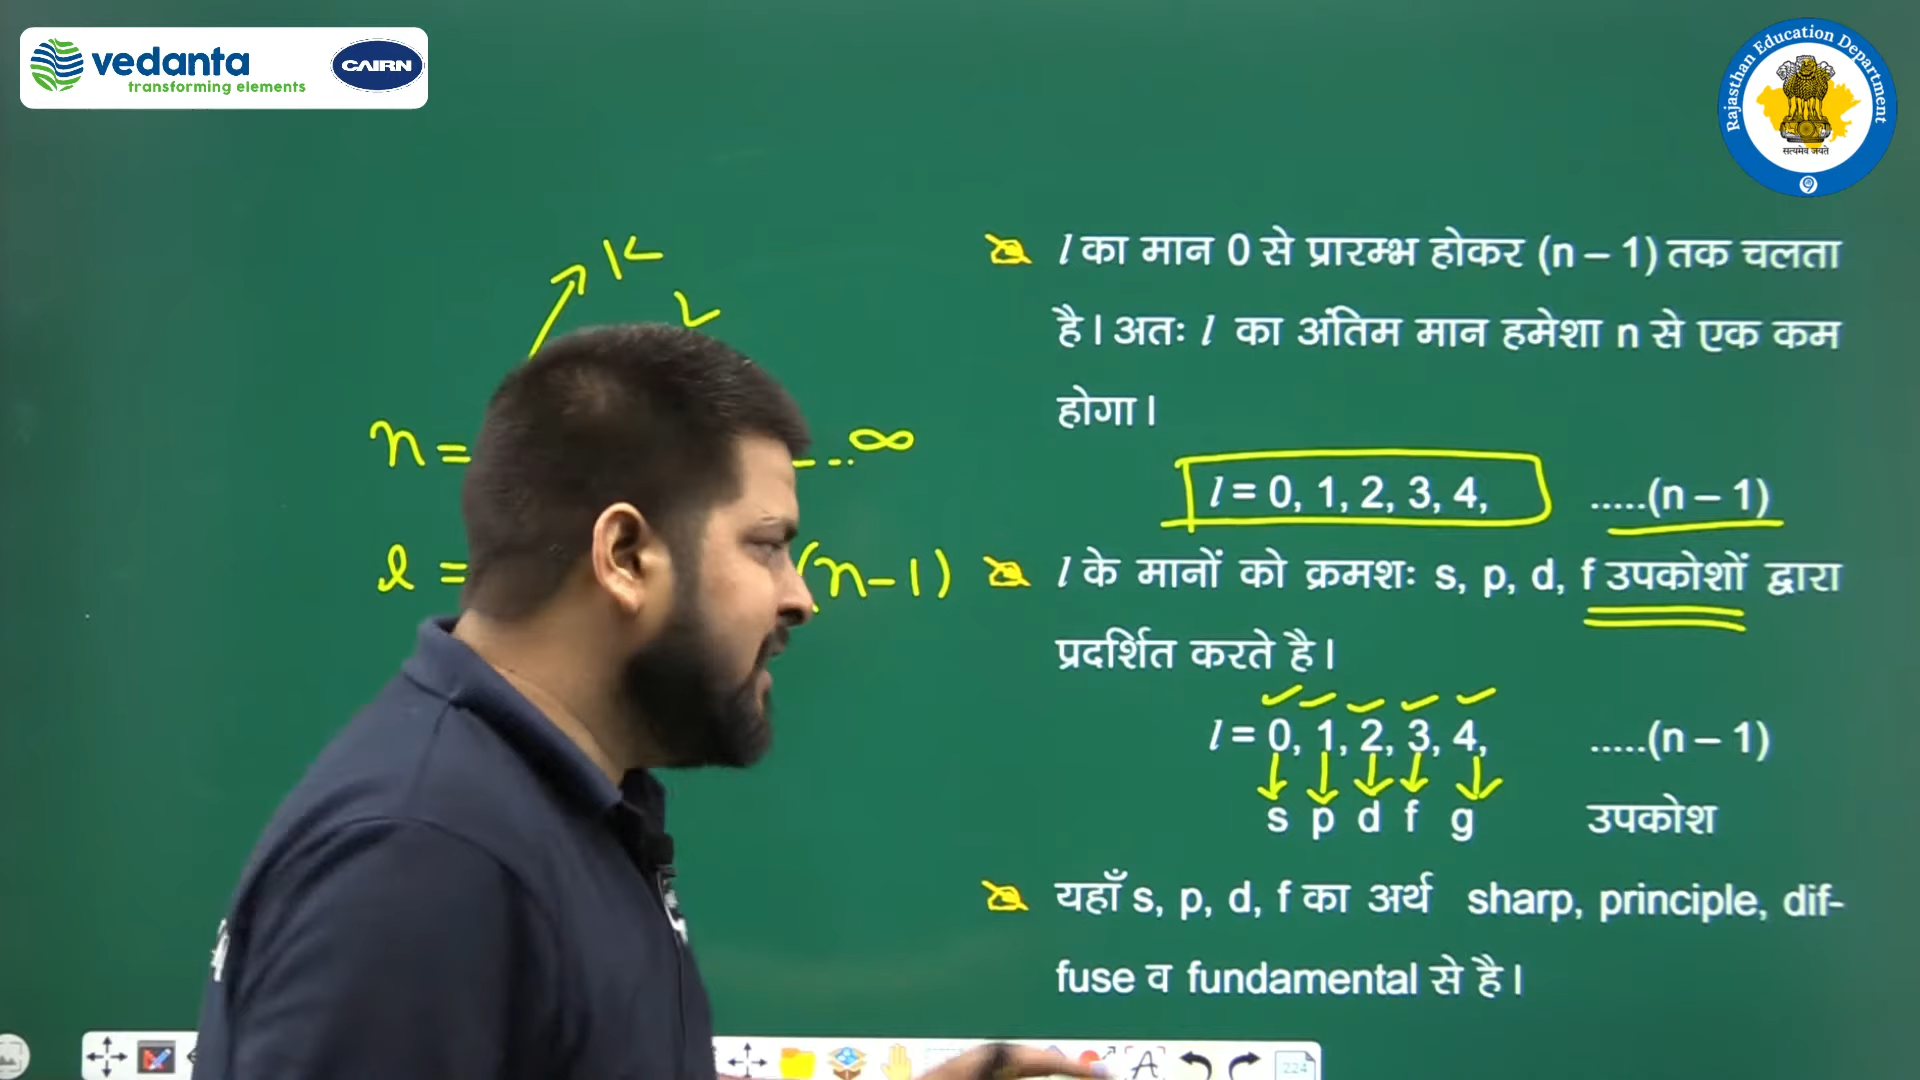 vedanta
transforming elements
CAIRN
Rajasthan Education Department
सत्यमेव जयते
K
L
n = ...∞
l = (n-1)
l का मान 0 से प्रारम्भ होकर (n – 1) तक चलता
है। अतः l का अंतिम मान हमेशा n से एक कम
होगा।
l = 0, 1, 2, 3, 4, .....(n – 1)
l के मानों को क्रमशः s, p, d, f उपकोशों द्वारा
प्रदर्शित करते है।
l = 0, 1, 2, 3, 4, .....(n – 1)
s p d f g उपकोश
यहाँ s, p, d, f का अर्थ sharp, principle, dif-
fuse व fundamental से है।
A
224